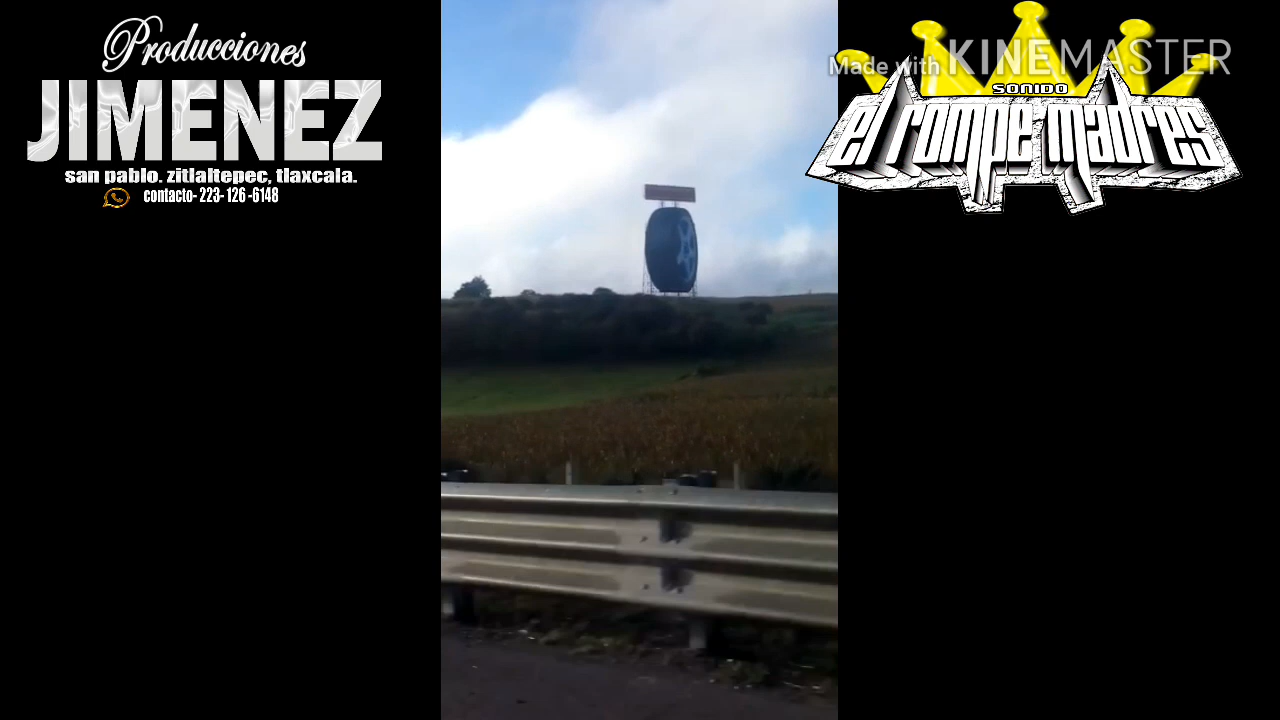 Producciones
JIMENEZ
san pablo. zitlaltepec, tlaxcala.
contacto- 223- 126 -6148
Made with KINEMASTER
SONIDO
el rompe madres